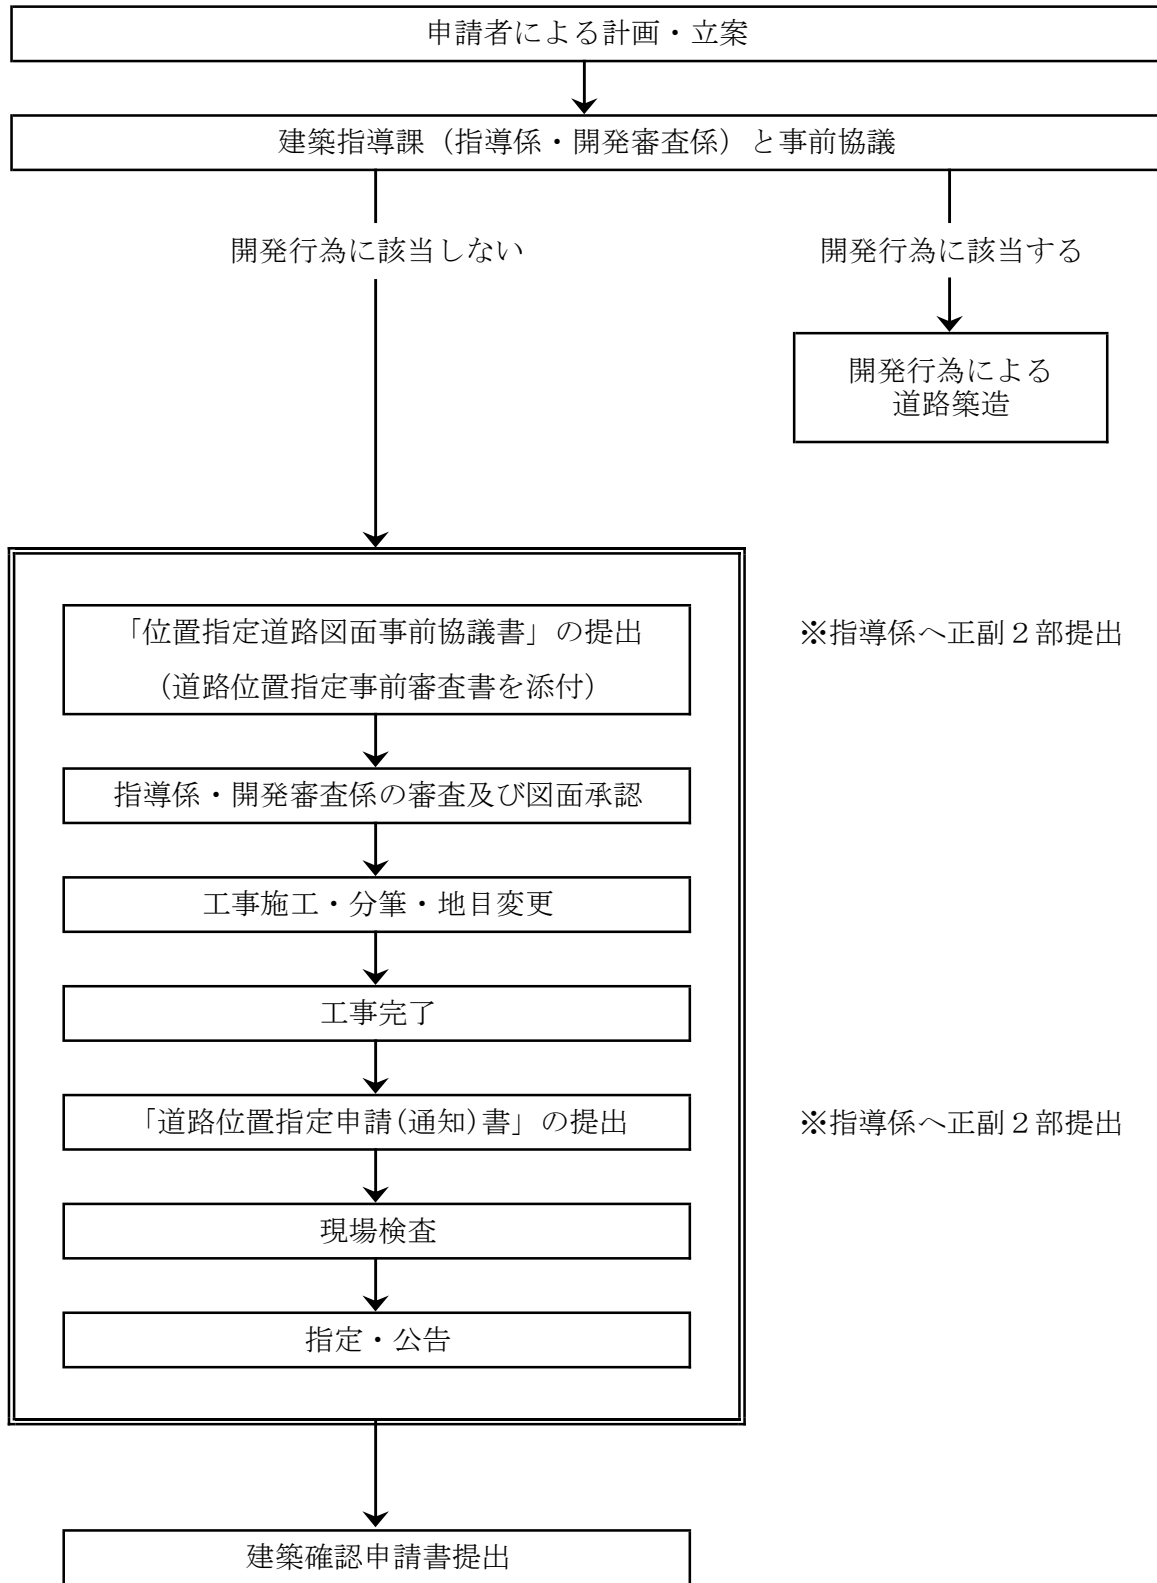 申請者による計画・立案
建築指導課（指導係・開発審査係）と事前協議
開発行為に該当しない
開発行為に該当する
開発行為による
道路築造
「位置指定道路図面事前協議書」の提出
（道路位置指定事前審査書を添付）
※指導係へ正副２部提出
指導係・開発審査係の審査及び図面承認
工事施工・分筆・地目変更
工事完了
「道路位置指定申請(通知)書」の提出
※指導係へ正副２部提出
現場検査
指定・公告
建築確認申請書提出